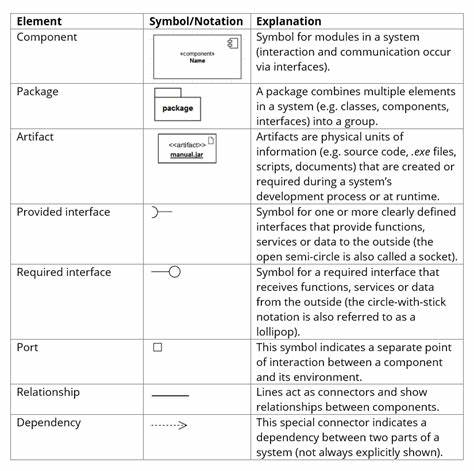 Element Symbol/Notation Explanation
Component
«component»
Name
Symbol for modules in a system
(interaction and communication occur
via interfaces).
Package
package
A package combines multiple elements
in a system (e.g. classes, components,
interfaces) into a group.
Artifact
<<artifact>>
manual.jar
Artifacts are physical units of
information (e.g. source code, .exe files,
scripts, documents) that are created or
required during a system’s
development process or at runtime.
Provided interface
Symbol for one or more clearly defined
interfaces that provide functions,
services or data to the outside (the
open semi-circle is also called a socket).
Required interface
Symbol for a required interface that
receives functions, services or data
from the outside (the circle-with-stick
notation is also referred to as a
lollipop).
Port
This symbol indicates a separate point
of interaction between a component
and its environment.
Relationship
Lines act as connectors and show
relationships between components.
Dependency
This special connector indicates a
dependency between two parts of a
system (not always explicitly shown).